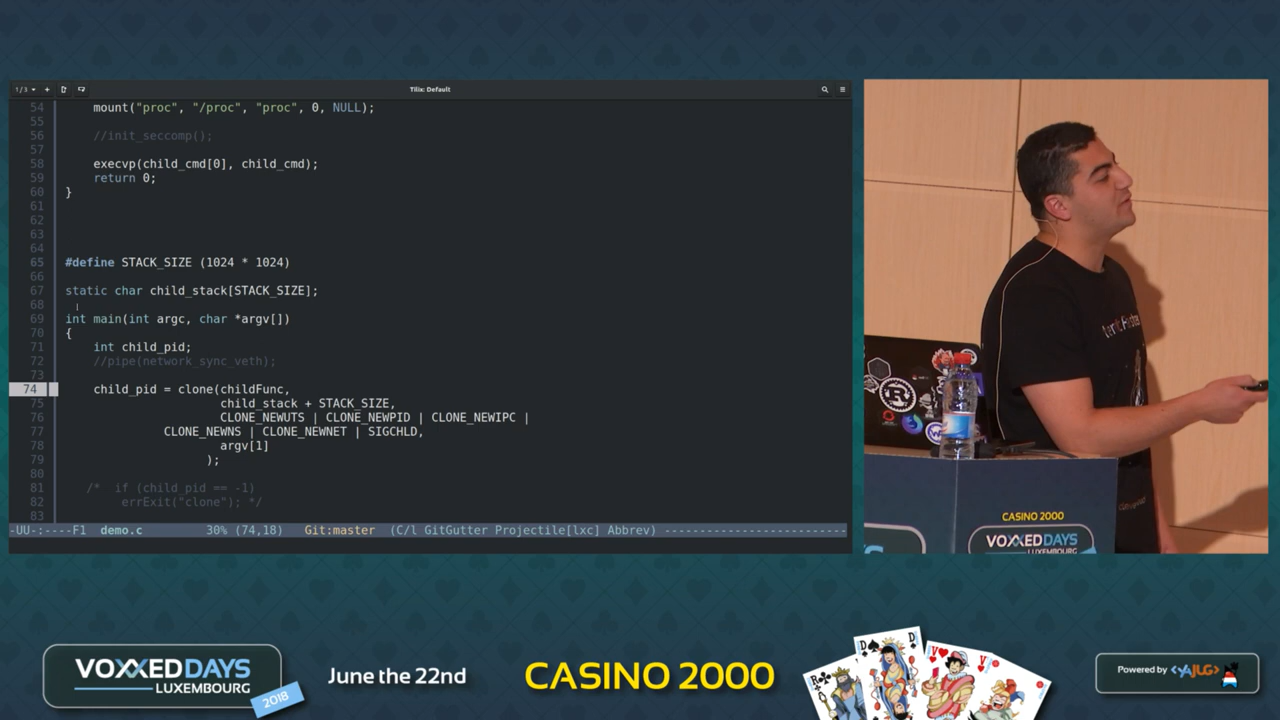 1/3
Tilix: Default
54 mount("proc", "/proc", "proc", 0, NULL);
55
56 //init_seccomp();
57
58 execvp(child_cmd[0], child_cmd);
59 return 0;
60 }
61
62
63
64
65 #define STACK_SIZE (1024 * 1024)
66
67 static char child_stack[STACK_SIZE];
68
69 int main(int argc, char *argv[])
70 {
71 int child_pid;
72 //pipe(network_sync_veth);
73
74 child_pid = clone(childFunc,
75 child_stack + STACK_SIZE,
76 CLONE_NEWUTS | CLONE_NEWPID | CLONE_NEWIPC |
77 CLONE_NEWNS | CLONE_NEWNET | SIGCHLD,
78 argv[1]
79 );
80
81 /* if (child_pid == -1)
82 errExit("clone"); */
83
-UU-:----F1 demo.c 30% (74,18) Git:master (C/l GitGutter Projectile[lxc] Abbrev) --------------------------
CASINO 2000
VOXXEDDAYS
LUXEMBOURG
VOXXEDDAYS
LUXEMBOURG
2018
June the 22nd
CASINO 2000
Powered by <YAJUG>